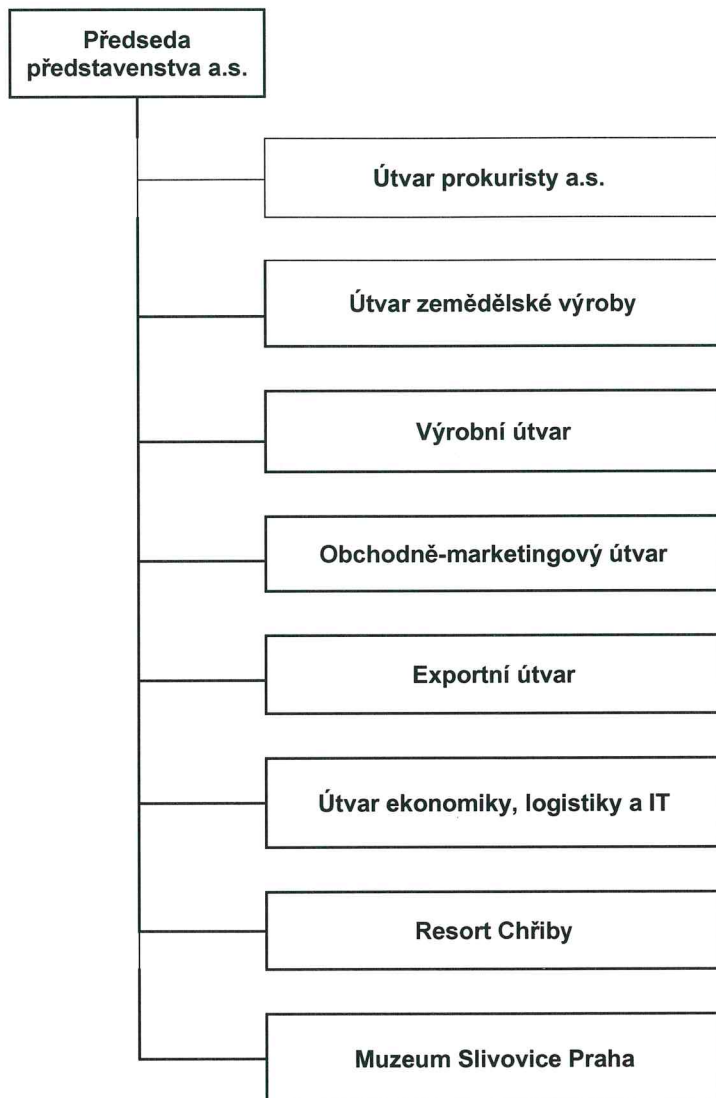 Předseda
představenstva a.s.
Útvar prokuristy a.s.
Útvar zemědělské výroby
Výrobní útvar
Obchodně-marketingový útvar
Exportní útvar
Útvar ekonomiky, logistiky a IT
Resort Chřiby
Muzeum Slivovice Praha